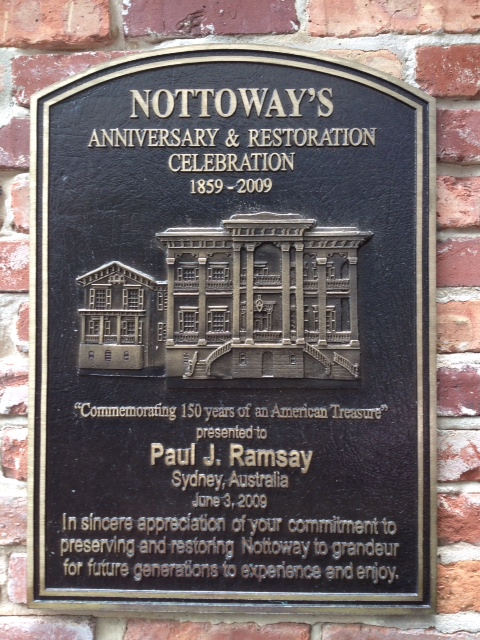 NOTTOWAY'S
ANNIVERSARY & RESTORATION
CELEBRATION
1859 - 2009
"Commemorating 150 years of an American Treasure"
presented to
Paul J. Ramsay
Sydney, Australia
June 3, 2009
In sincere appreciation of your commitment to
preserving and restoring Nottoway to grandeur
for future generations to experience and enjoy.